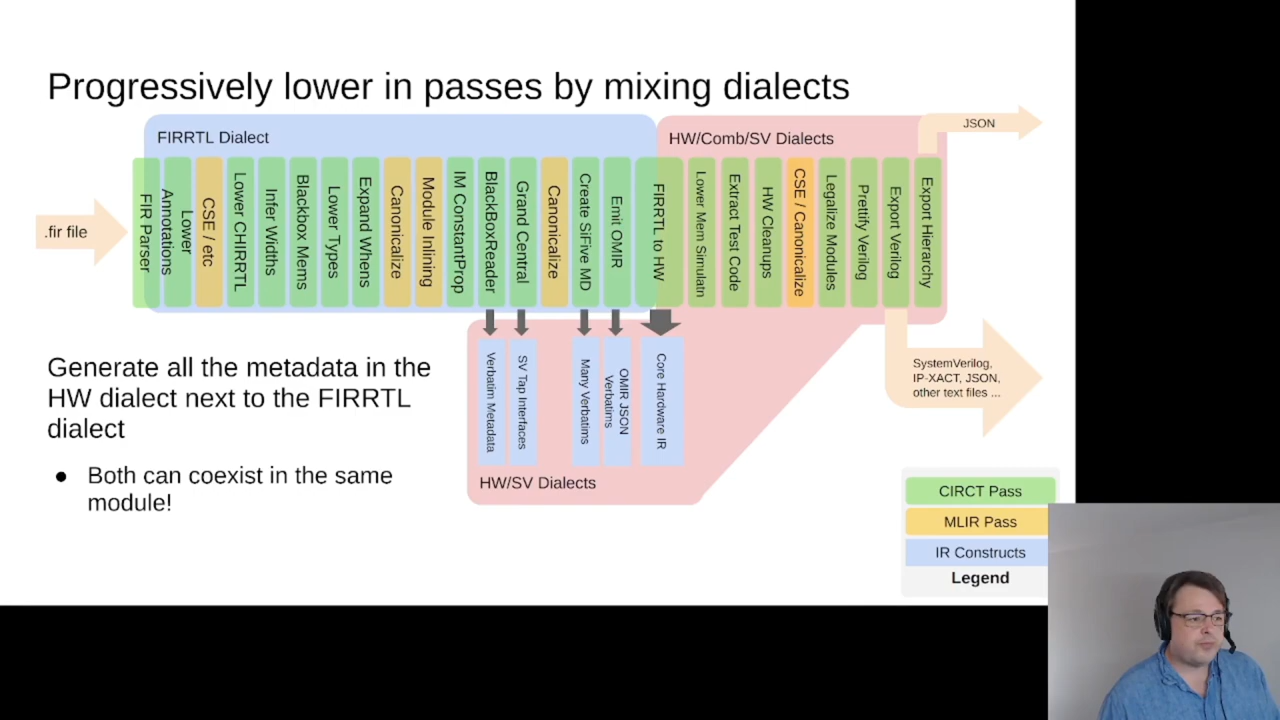 Progressively lower in passes by mixing dialects
FIRRTL Dialect
HW/Comb/SV Dialects
JSON
.fir file
FIR Parser
Lower
Annotations
CSE / etc
Lower CHIRRTL
Infer Widths
Blackbox Mems
Lower Types
Expand Whens
Canonicalize
Module Inlining
IM ConstantProp
BlackBoxReader
Grand Central
Canonicalize
Create SiFive MD
Emit OMIR
FIRRTL to HW
Lower Mem Simulatn
Extract Test Code
HW Cleanups
CSE / Canonicalize
Legalize Modules
Prettify Verilog
Export Verilog
Export Hierarchy
Generate all the metadata in the
HW dialect next to the FIRRTL
dialect
● Both can coexist in the same
module!
Verbatim Metadata
SV Tap Interfaces
Many Verbatims
OMIR JSON
Verbatims
Core Hardware IR
HW/SV Dialects
SystemVerilog,
IP-XACT, JSON,
other text files ...
CIRCT Pass
MLIR Pass
IR Constructs
Legend